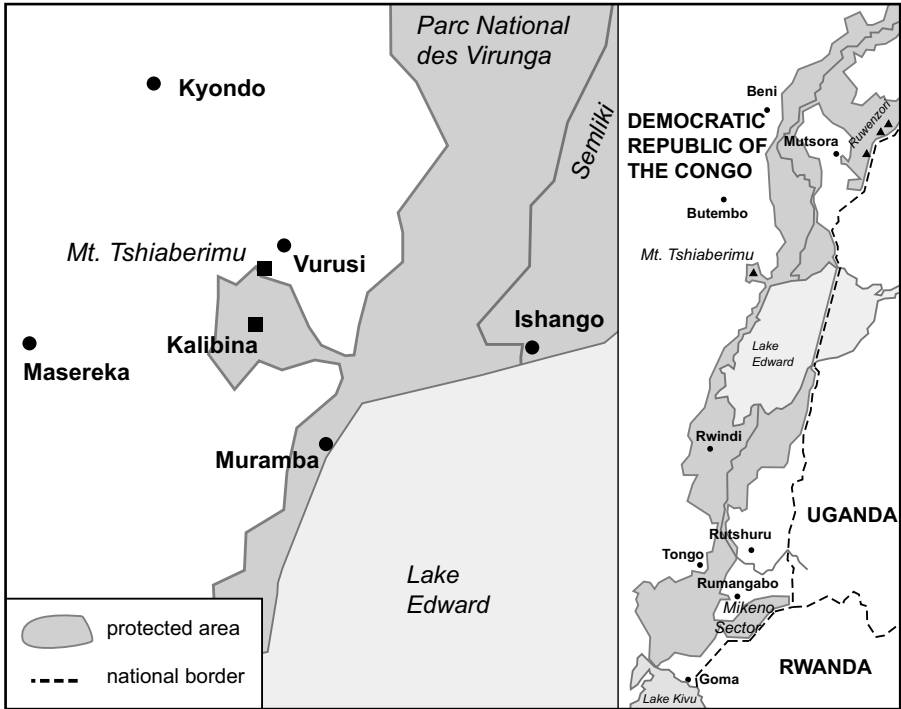 Parc National
des Virunga
Kyondo
Semliki
Mt. Tshiaberimu
Vurusi
Kalibina
Ishango
Masereka
Muramba
Lake
Edward
protected area
national border
Beni
DEMOCRATIC
REPUBLIC OF
THE CONGO
Ruwenzori
Mutsora
Butembo
Mt. Tshiaberimu
Lake
Edward
Rwindi
UGANDA
Rutshuru
Tongo
Rumangabo
Mikeno
Sector
RWANDA
Goma
Lake Kivu